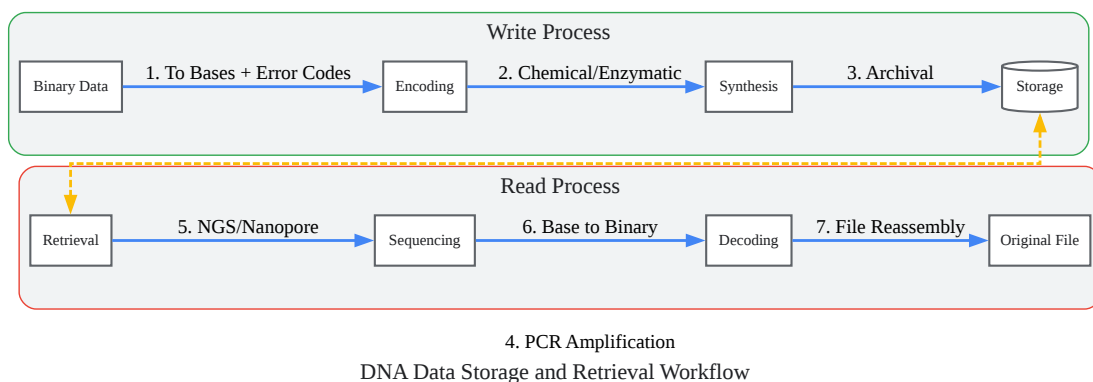 Write Process
Binary Data
1. To Bases + Error Codes
Encoding
2. Chemical/Enzymatic
Synthesis
3. Archival
Storage
Read Process
Retrieval
5. NGS/Nanopore
Sequencing
6. Base to Binary
Decoding
7. File Reassembly
Original File
4. PCR Amplification
DNA Data Storage and Retrieval Workflow